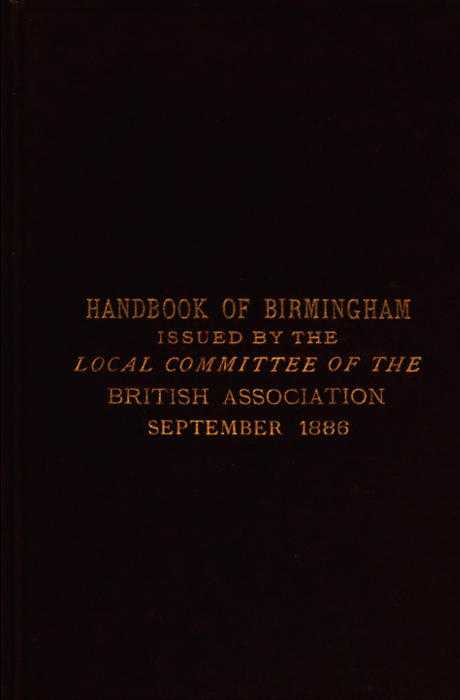 HANDBOOK OF BIRMINGHAM
ISSUED BY THE
LOCAL COMMITTEE OF THE
BRITISH ASSOCIATION
SEPTEMBER 1886